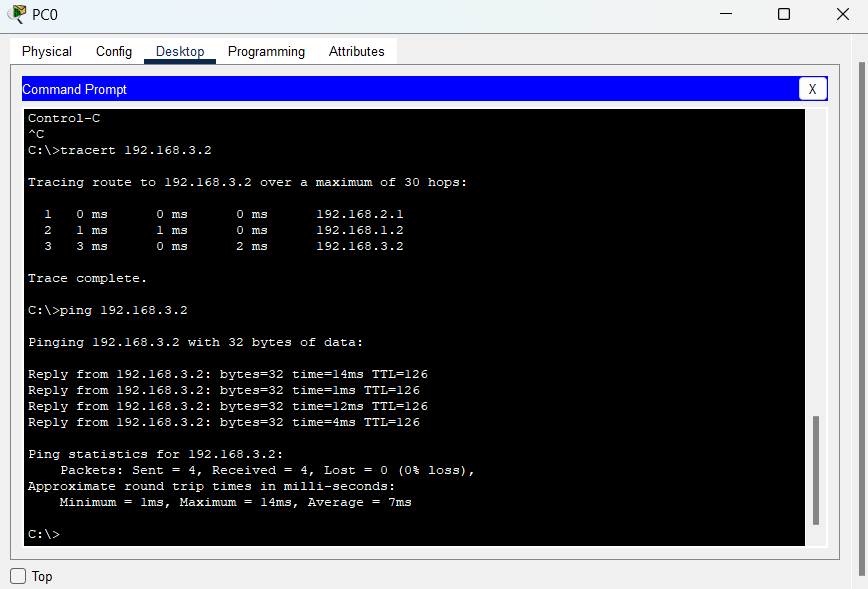 PC0
Physical Config Desktop Programming Attributes
Command Prompt X
Control-C
^C
C:\>tracert 192.168.3.2
Tracing route to 192.168.3.2 over a maximum of 30 hops:
1 0 ms 0 ms 0 ms 192.168.2.1
2 1 ms 1 ms 0 ms 192.168.1.2
3 3 ms 0 ms 2 ms 192.168.3.2
Trace complete.
C:\>ping 192.168.3.2
Pinging 192.168.3.2 with 32 bytes of data:
Reply from 192.168.3.2: bytes=32 time=14ms TTL=126
Reply from 192.168.3.2: bytes=32 time=1ms TTL=126
Reply from 192.168.3.2: bytes=32 time=12ms TTL=126
Reply from 192.168.3.2: bytes=32 time=4ms TTL=126
Ping statistics for 192.168.3.2:
Packets: Sent = 4, Received = 4, Lost = 0 (0% loss),
Approximate round trip times in milli-seconds:
Minimum = 1ms, Maximum = 14ms, Average = 7ms
C:\>
Top